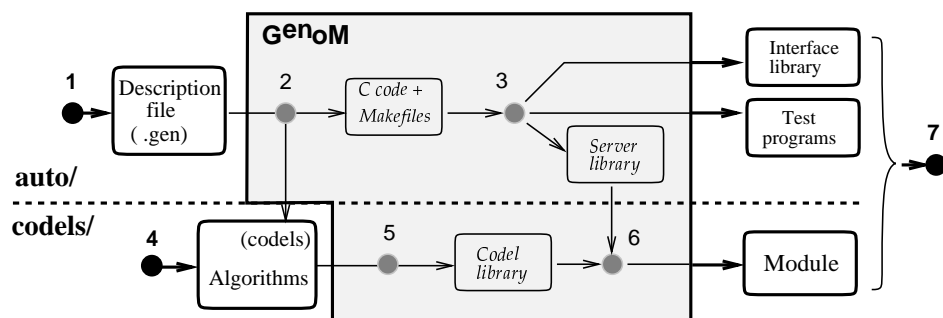 GenoM
1
Description
file
( .gen)
2
C code +
Makefiles
3
Interface
library
Test
programs
Server
library
7
auto/
codels/
4
(codels)
Algorithms
5
Codel
library
6
Module